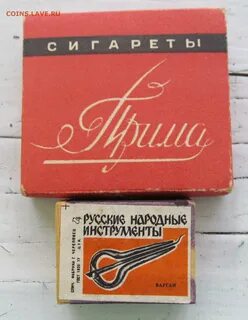 COINS.LAVE.RU
СИГАРЕТЫ
Прима
РУССКИЕ НАРОДНЫЕ
ИНСТРУМЕНТЫ
ВАРГАН